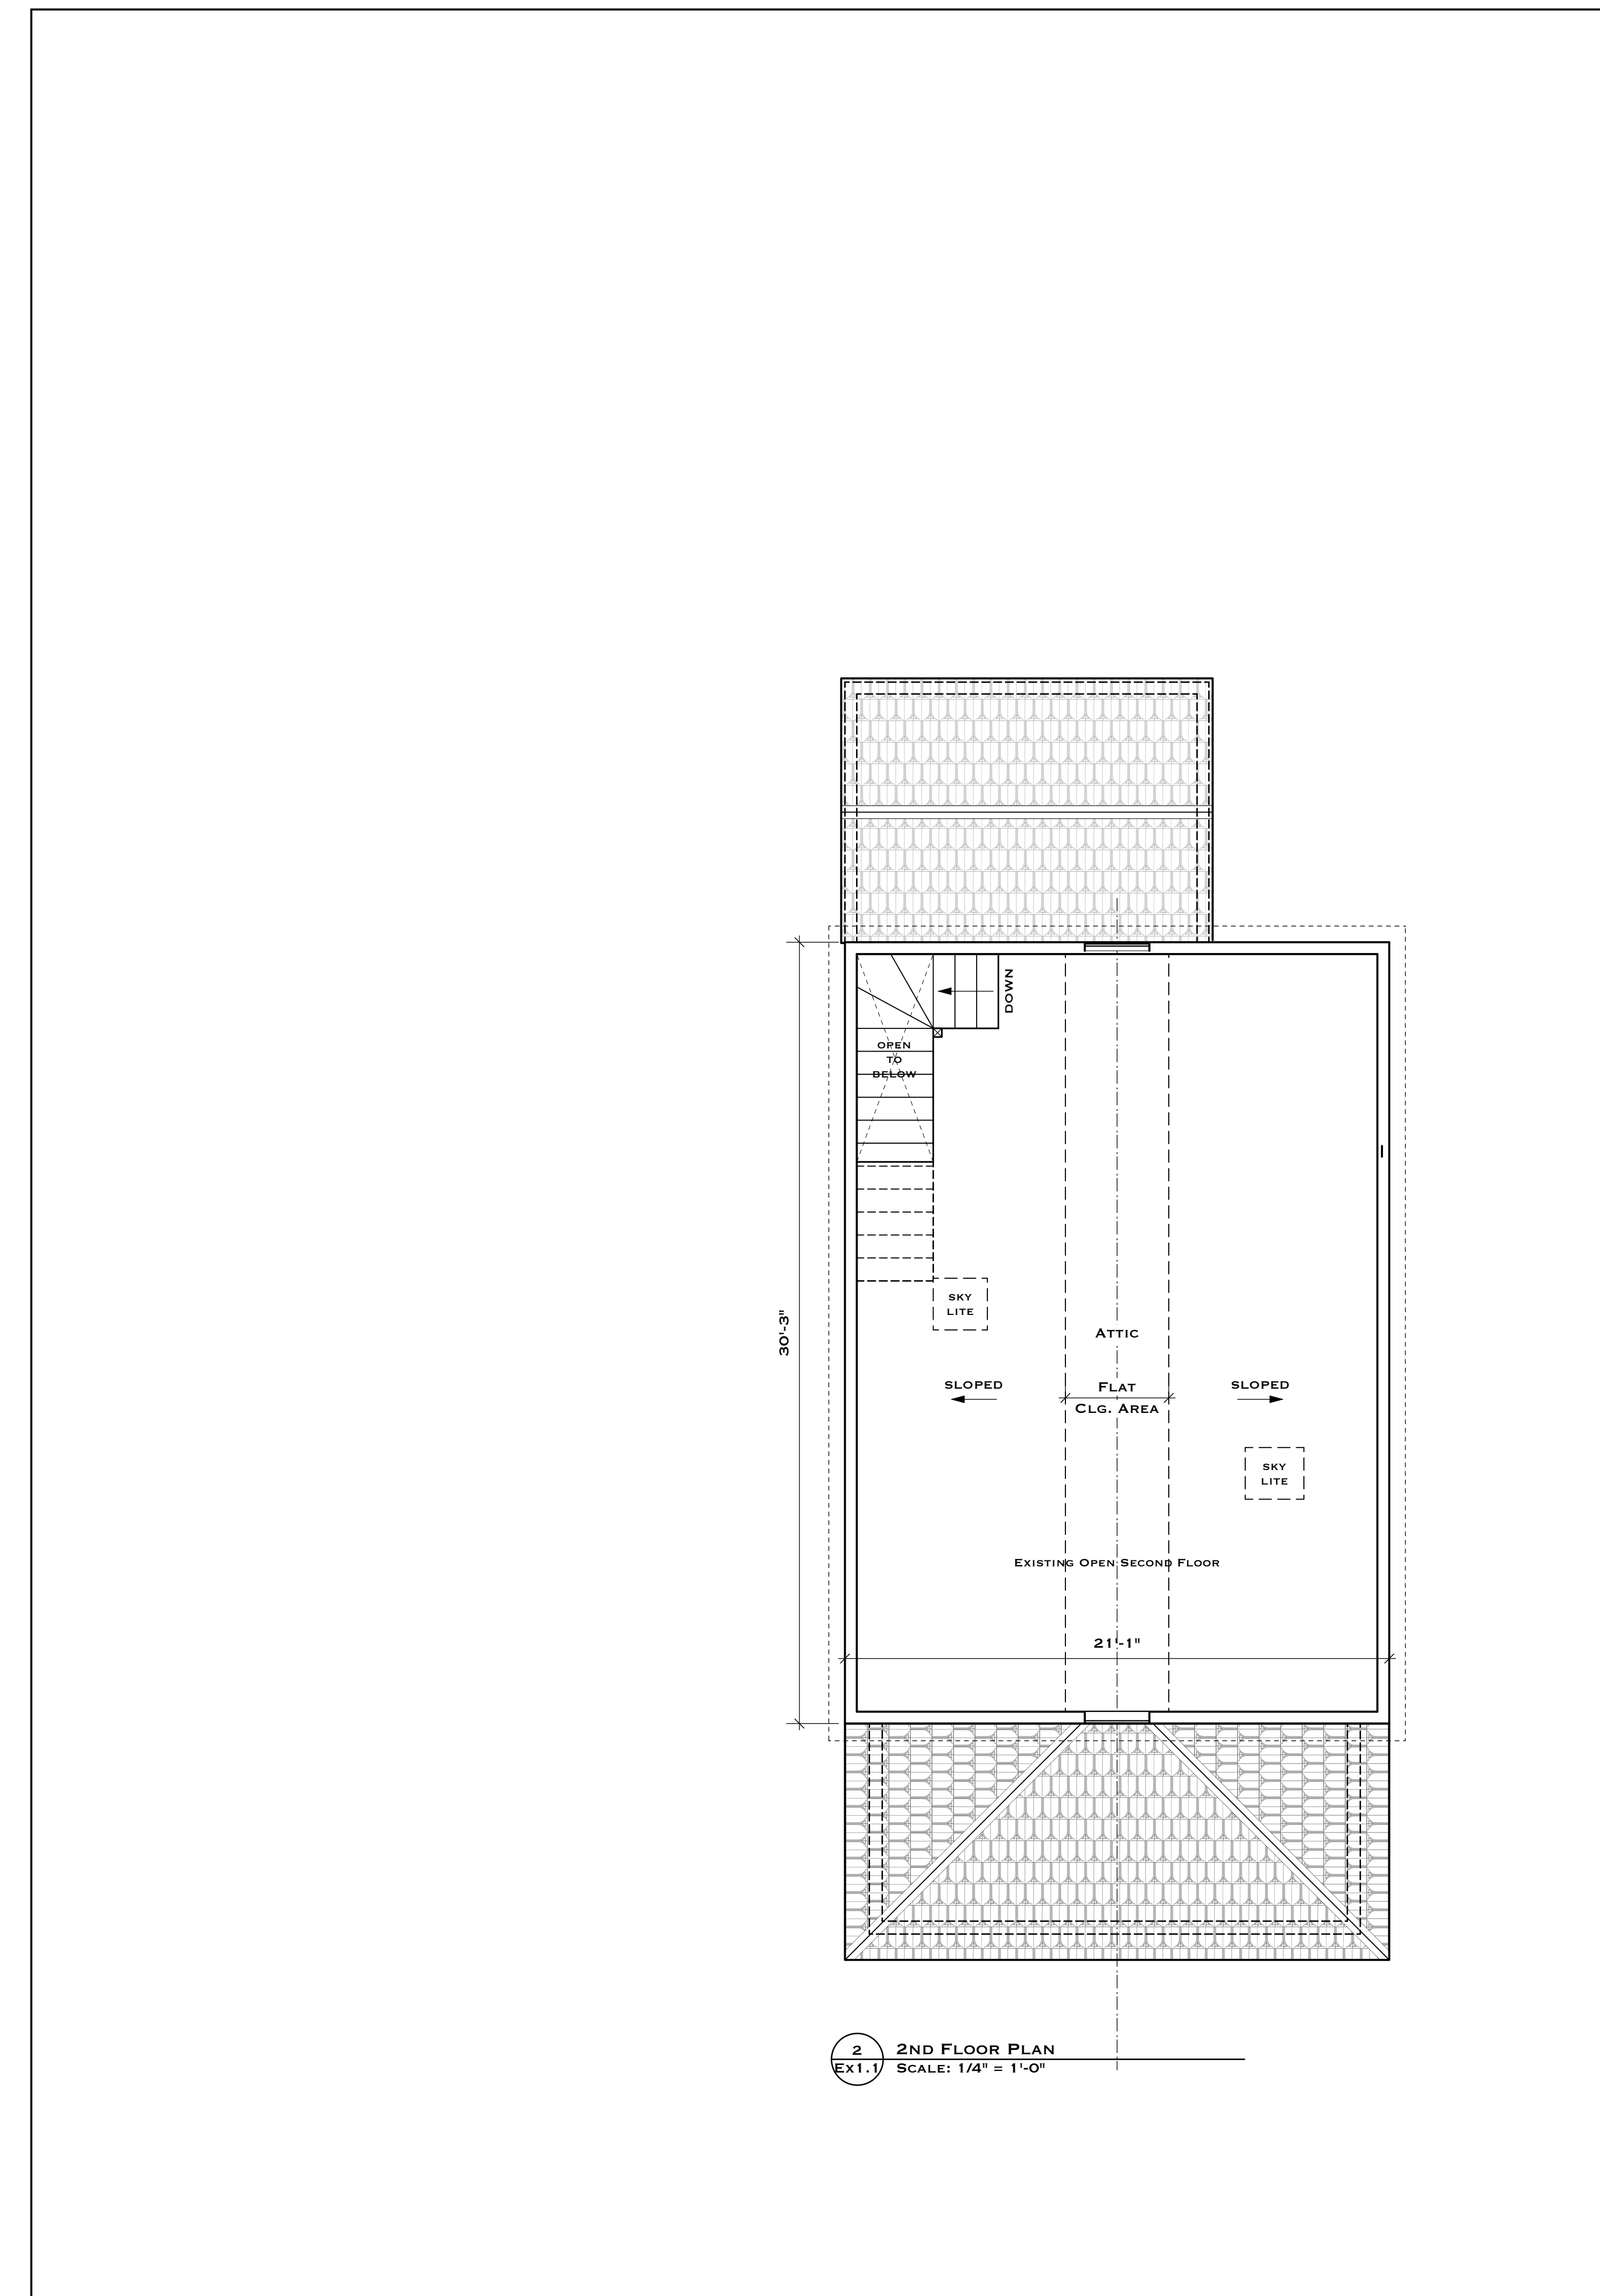 DOWN
OPEN
TO
BELOW
SKY
LITE
30'-3"
ATTIC
SLOPED
FLAT
CLG. AREA
SLOPED
SKY
LITE
EXISTING OPEN SECOND FLOOR
21'-1"
2
EX1.1
2ND FLOOR PLAN
SCALE: 1/4" = 1'-0"